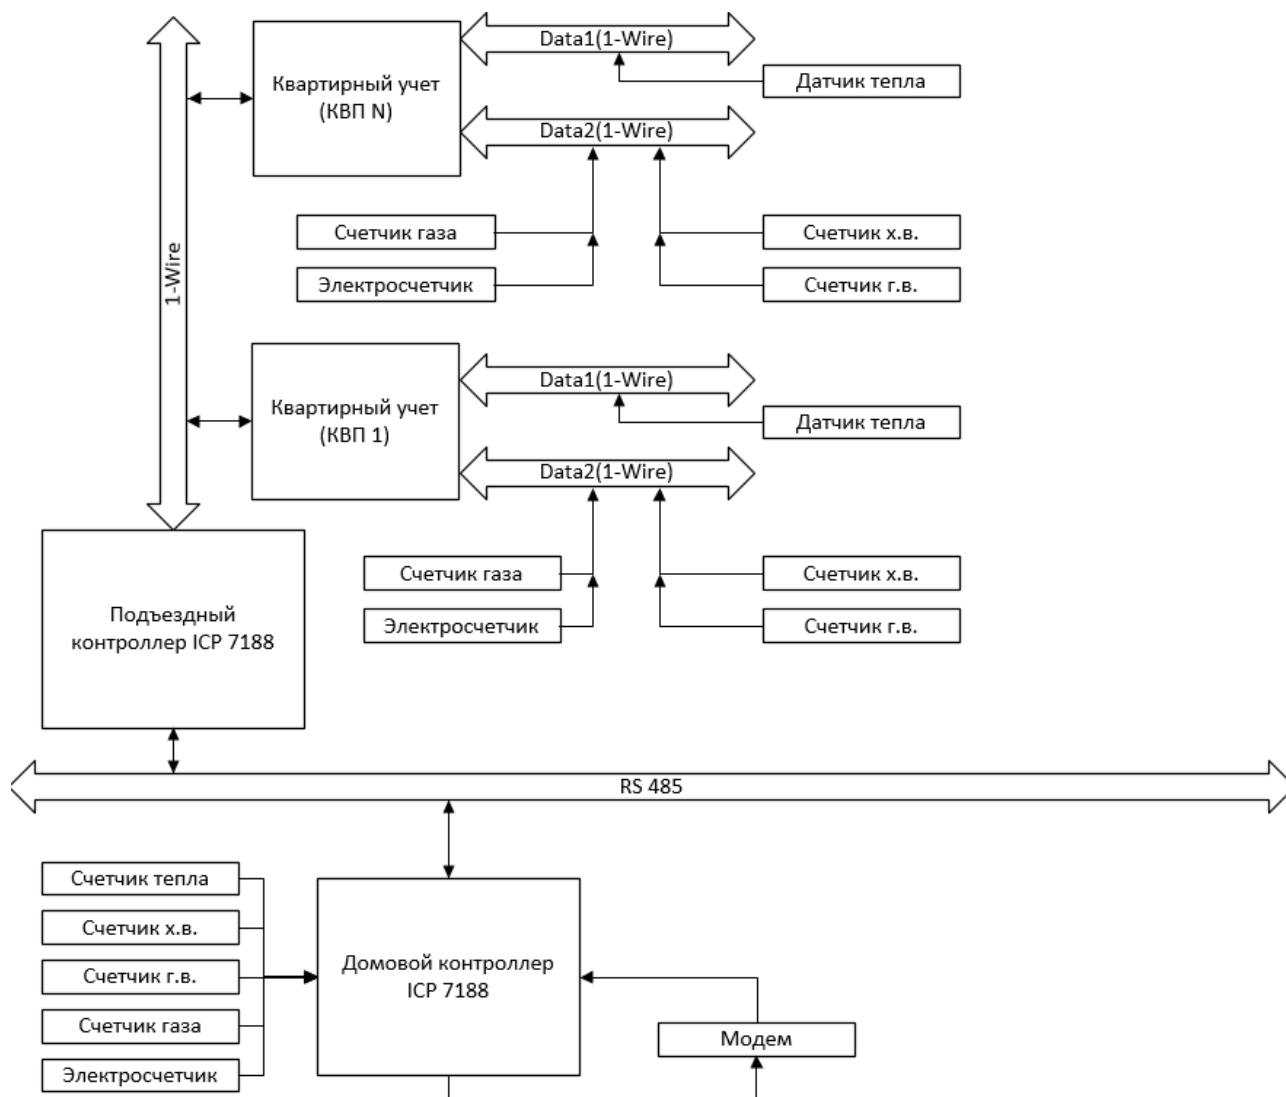 Data1(1-Wire)
Квартирный учет
(КВП N)
Датчик тепла
Data2(1-Wire)
Счетчик газа
Счетчик х.в.
Электросчетчик
Счетчик г.в.
1-Wire
Data1(1-Wire)
Квартирный учет
(КВП 1)
Датчик тепла
Data2(1-Wire)
Счетчик газа
Счетчик х.в.
Электросчетчик
Счетчик г.в.
Подъездный
контроллер ICP 7188
RS 485
Счетчик тепла
Счетчик х.в.
Счетчик г.в.
Счетчик газа
Электросчетчик
Домовой контроллер
ICP 7188
Модем